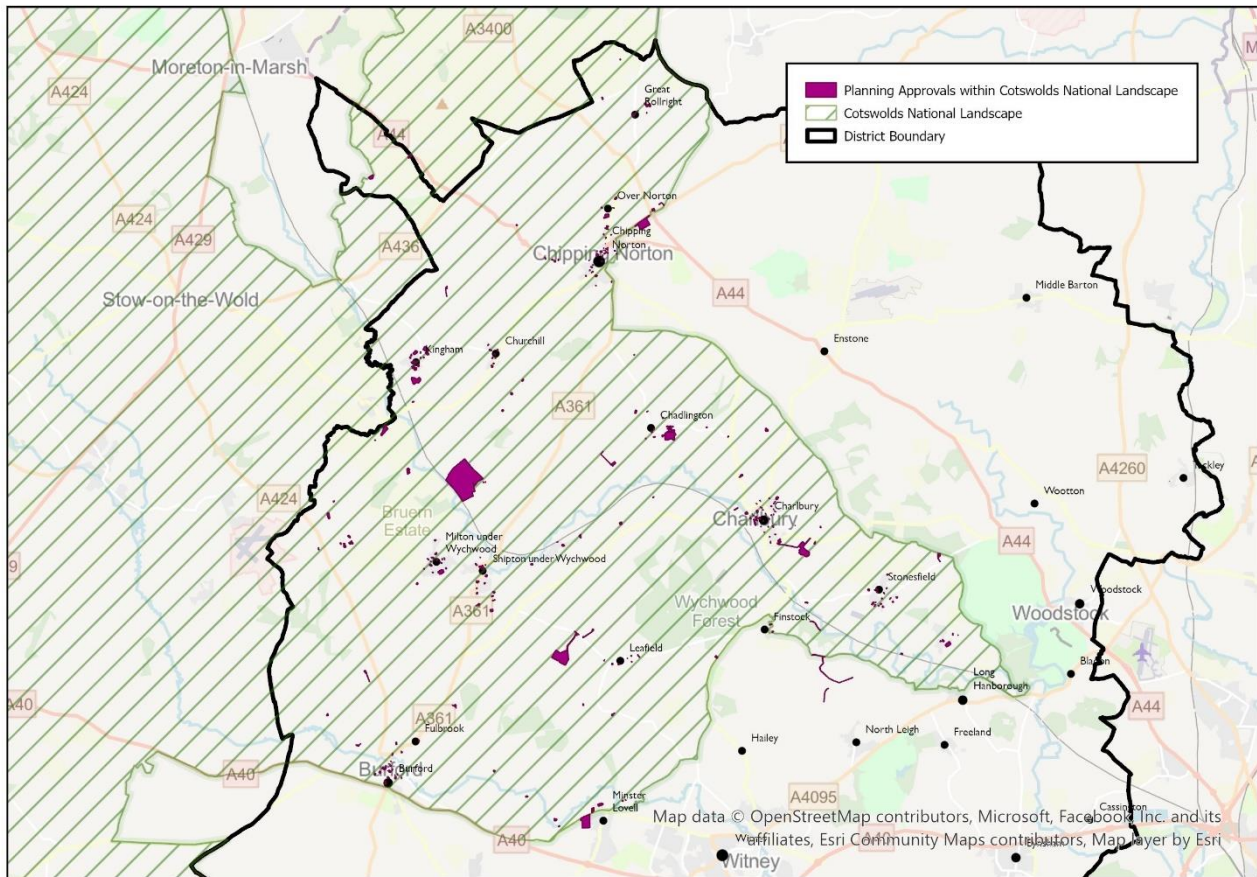 A3400
Moreton-in-Marsh
A424
Great
Rollright
Planning Approvals within Cotswolds National Landscape
Cotswolds National Landscape
District Boundary
A44
A424
A429
Over Norton
A436
Chipping
Norton
Chipping Norton
Stow-on-the-Wold
A44
Middle Barton
Kingham
Churchill
Enstone
A361
Chadlington
A4260
A424
Wootton
Bruern
Estate
Charlbury
Charlbury
A44
Milton under
Wychwood
Shipton under Wychwood
A361
Stonesfield
Wychwood
Forest
Woodstock
Woodstock
Finstock
Leafield
Long
Hanborough
Bladon
A40
A361
A44
Fulbrook
Hailey
North Leigh
Freeland
Burford
Burford
A40
A4095
Minster
Lovell
Cassington
Map data © OpenStreetMap contributors, Microsoft, Facebook, Inc. and its
affiliates, Esri Community Maps contributors, Map layer by Esri
A40
A40
Witney